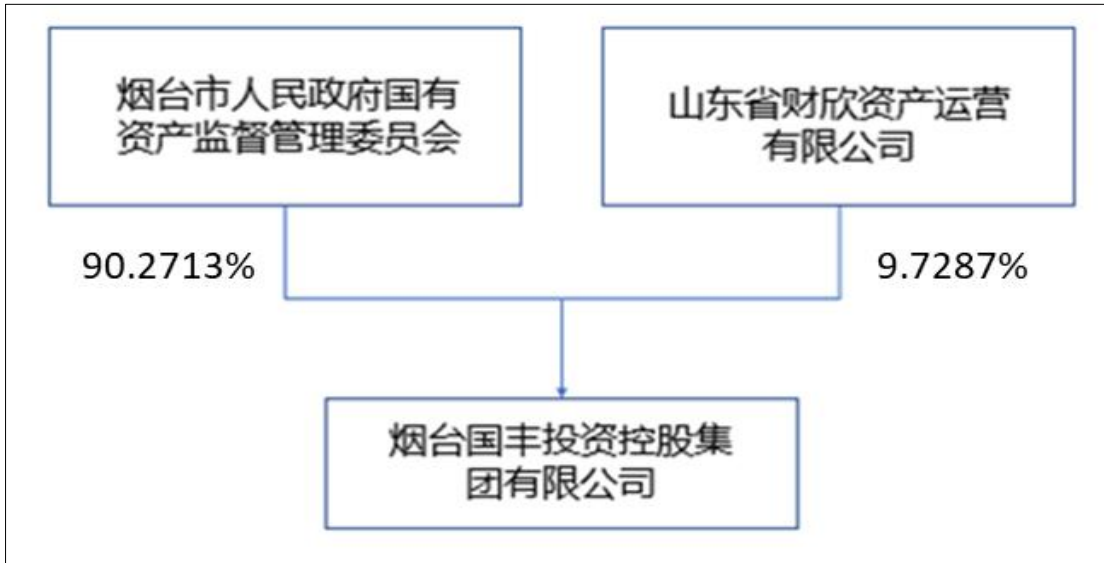 烟台市人民政府国有
资产监督管理委员会
山东省财欣资产运营
有限公司
90.2713%
9.7287%
烟台国丰投资控股集
团有限公司